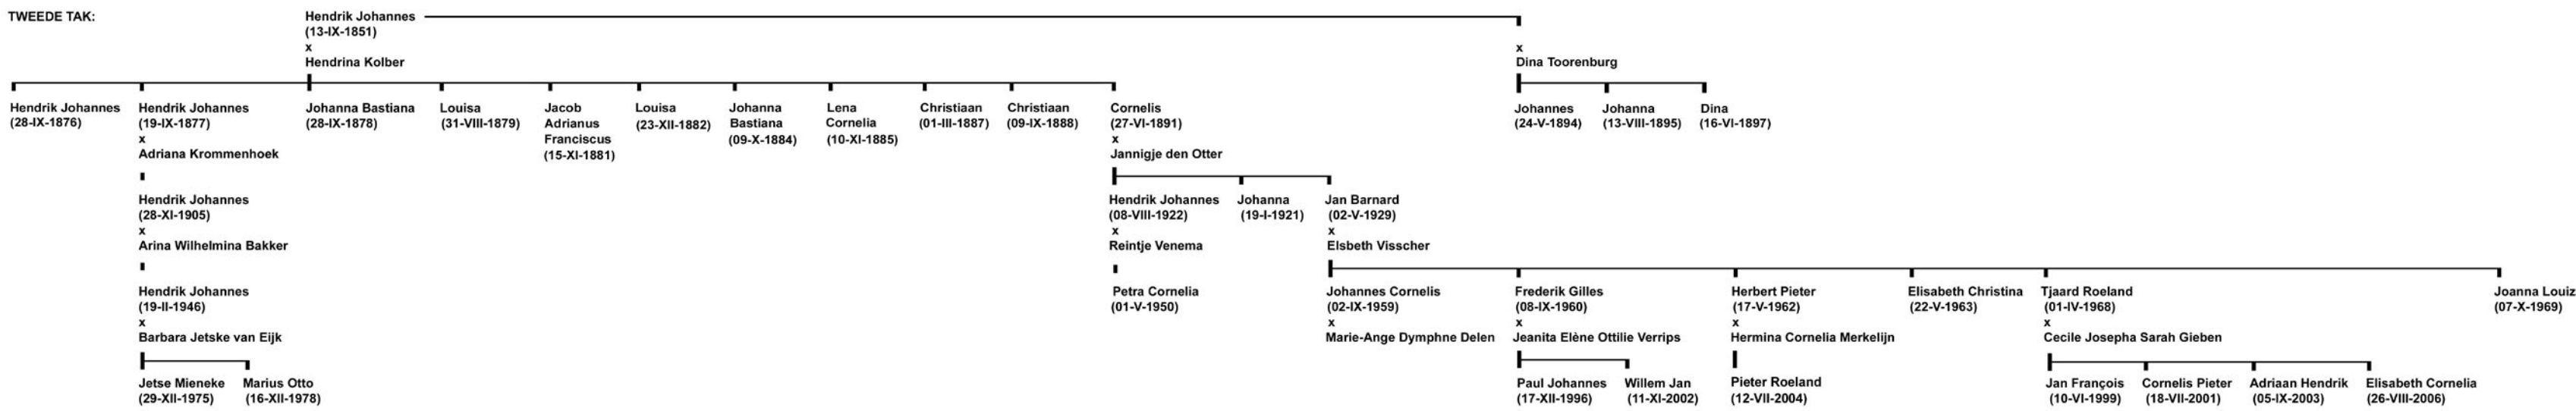 TWEEDE TAK:
Hendrik Johannes
(13-IX-1851)
x
Hendrina Kolber
x
Dina Toorenburg
Hendrik Johannes
(28-IX-1876)
Hendrik Johannes
(19-IX-1877)
x
Adriana Krommenhoek
Johanna Bastiana
(28-IX-1878)
Louisa
(31-VIII-1879)
Jacob
Adrianus
Franciscus
(15-XI-1881)
Louisa
(23-XII-1882)
Johanna
Bastiana
(09-X-1884)
Lena
Cornelia
(10-XI-1885)
Christiaan
(01-III-1887)
Christiaan
(09-IX-1888)
Cornelis
(27-VI-1891)
x
Jannigje den Otter
Johannes
(24-V-1894)
Johanna
(13-VIII-1895)
Dina
(16-VI-1897)
Hendrik Johannes
(28-XI-1905)
x
Arina Wilhelmina Bakker
Hendrik Johannes
(08-VIII-1922)
x
Reintje Venema
Johanna
(19-I-1921)
Jan Barnard
(02-V-1929)
x
Elsbeth Visscher
Hendrik Johannes
(19-II-1946)
x
Barbara Jetske van Eijk
Petra Cornelia
(01-V-1950)
Johannes Cornelis
(02-IX-1959)
x
Marie-Ange Dymphne Delen
Frederik Gilles
(08-IX-1960)
x
Jeanita Elène Ottilie Verrips
Herbert Pieter
(17-V-1962)
x
Hermina Cornelia Merkelijn
Elisabeth Christina
(22-V-1963)
Tjaard Roeland
(01-IV-1968)
x
Cecile Josepha Sarah Gieben
Joanna Louiz
(07-X-1969)
Jetse Mieneke
(29-XII-1975)
Marius Otto
(16-XII-1978)
Paul Johannes
(17-XII-1996)
Willem Jan
(11-XI-2002)
Pieter Roeland
(12-VII-2004)
Jan François
(10-VI-1999)
Cornelis Pieter
(18-VII-2001)
Adriaan Hendrik
(05-IX-2003)
Elisabeth Cornelia
(26-VIII-2006)